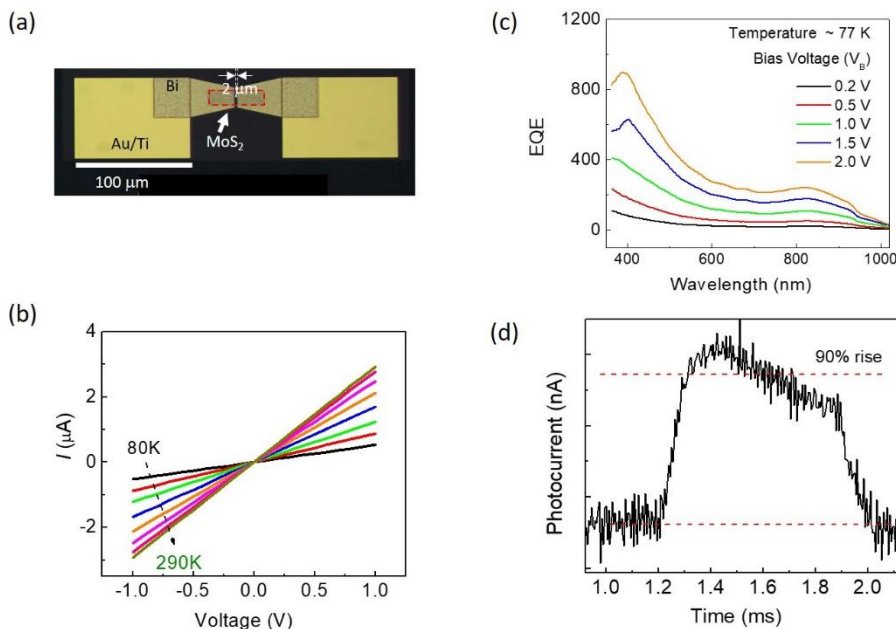 (a)
Bi
2 μm
Au/Ti
MoS₂
100 μm
(b)
I (μA)
4
2
0
-2
-4
80K
290K
-1.0 -0.5 0.0 0.5 1.0
Voltage (V)
(c)
EQE
1200
800
400
0
Temperature ~ 77 K
Bias Voltage (V_B)
0.2 V
0.5 V
1.0 V
1.5 V
2.0 V
400 600 800 1000
Wavelength (nm)
(d)
Photocurrent (nA)
90% rise
1.0 1.2 1.4 1.6 1.8 2.0
Time (ms)